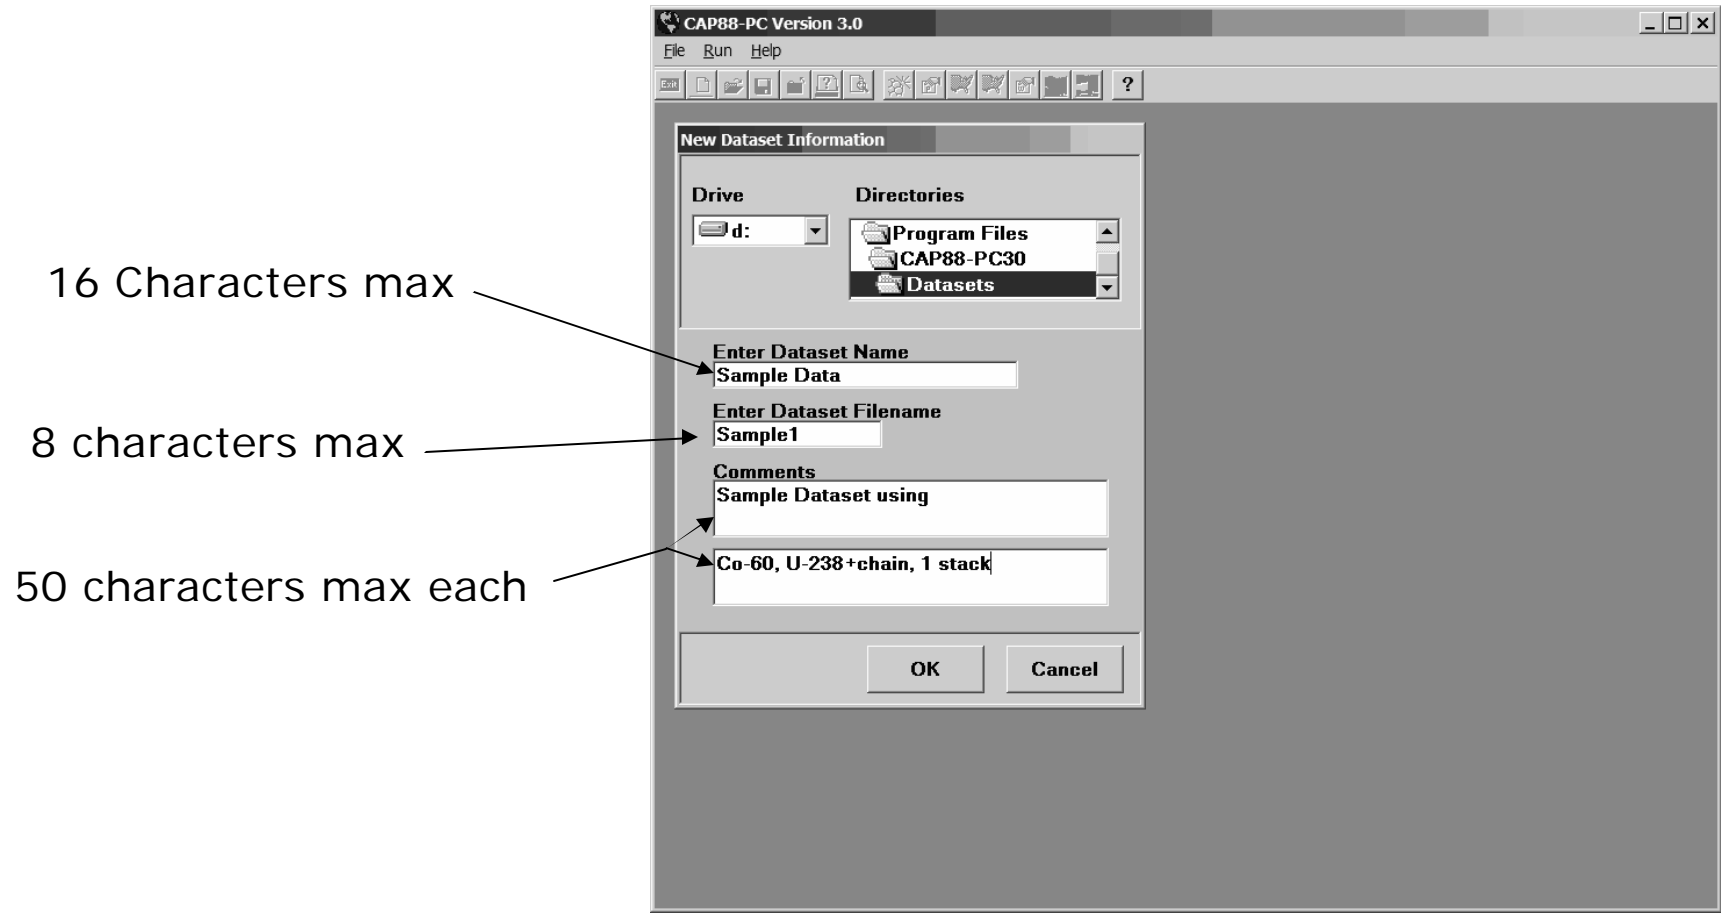 CAP88-PC Version 3.0
File Run Help
Exit
?
?
New Dataset Information
Drive
Directories
d:
Program Files
CAP88-PC30
Datasets
16 Characters max
Enter Dataset Name
Sample Data
Enter Dataset Filename
8 characters max
Sample1
Comments
Sample Dataset using
50 characters max each
Co-60, U-238+chain, 1 stack
OK
Cancel